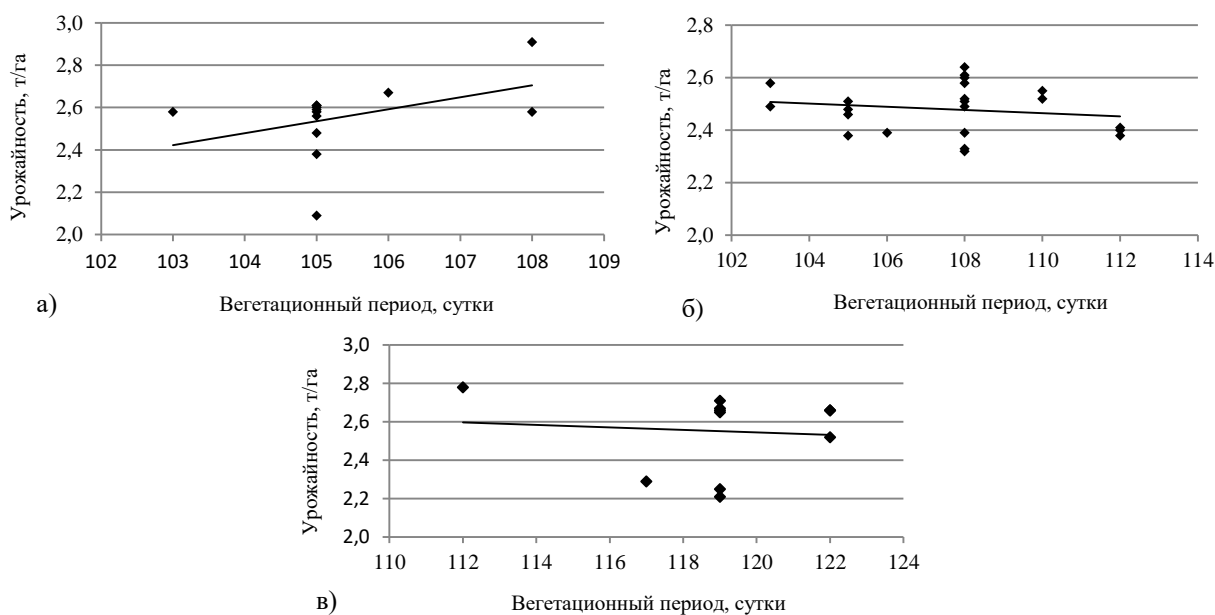 Урожайность, т/га
3,0
2,8
2,6
2,4
2,2
2,0
102 103 104 105 106 107 108 109
Вегетационный период, сутки
а)
Урожайность, т/га
2,8
2,6
2,4
2,2
2,0
102 104 106 108 110 112 114
Вегетационный период, сутки
б)
Урожайность, т/га
3,0
2,8
2,6
2,4
2,2
2,0
110 112 114 116 118 120 122 124
Вегетационный период, сутки
в)